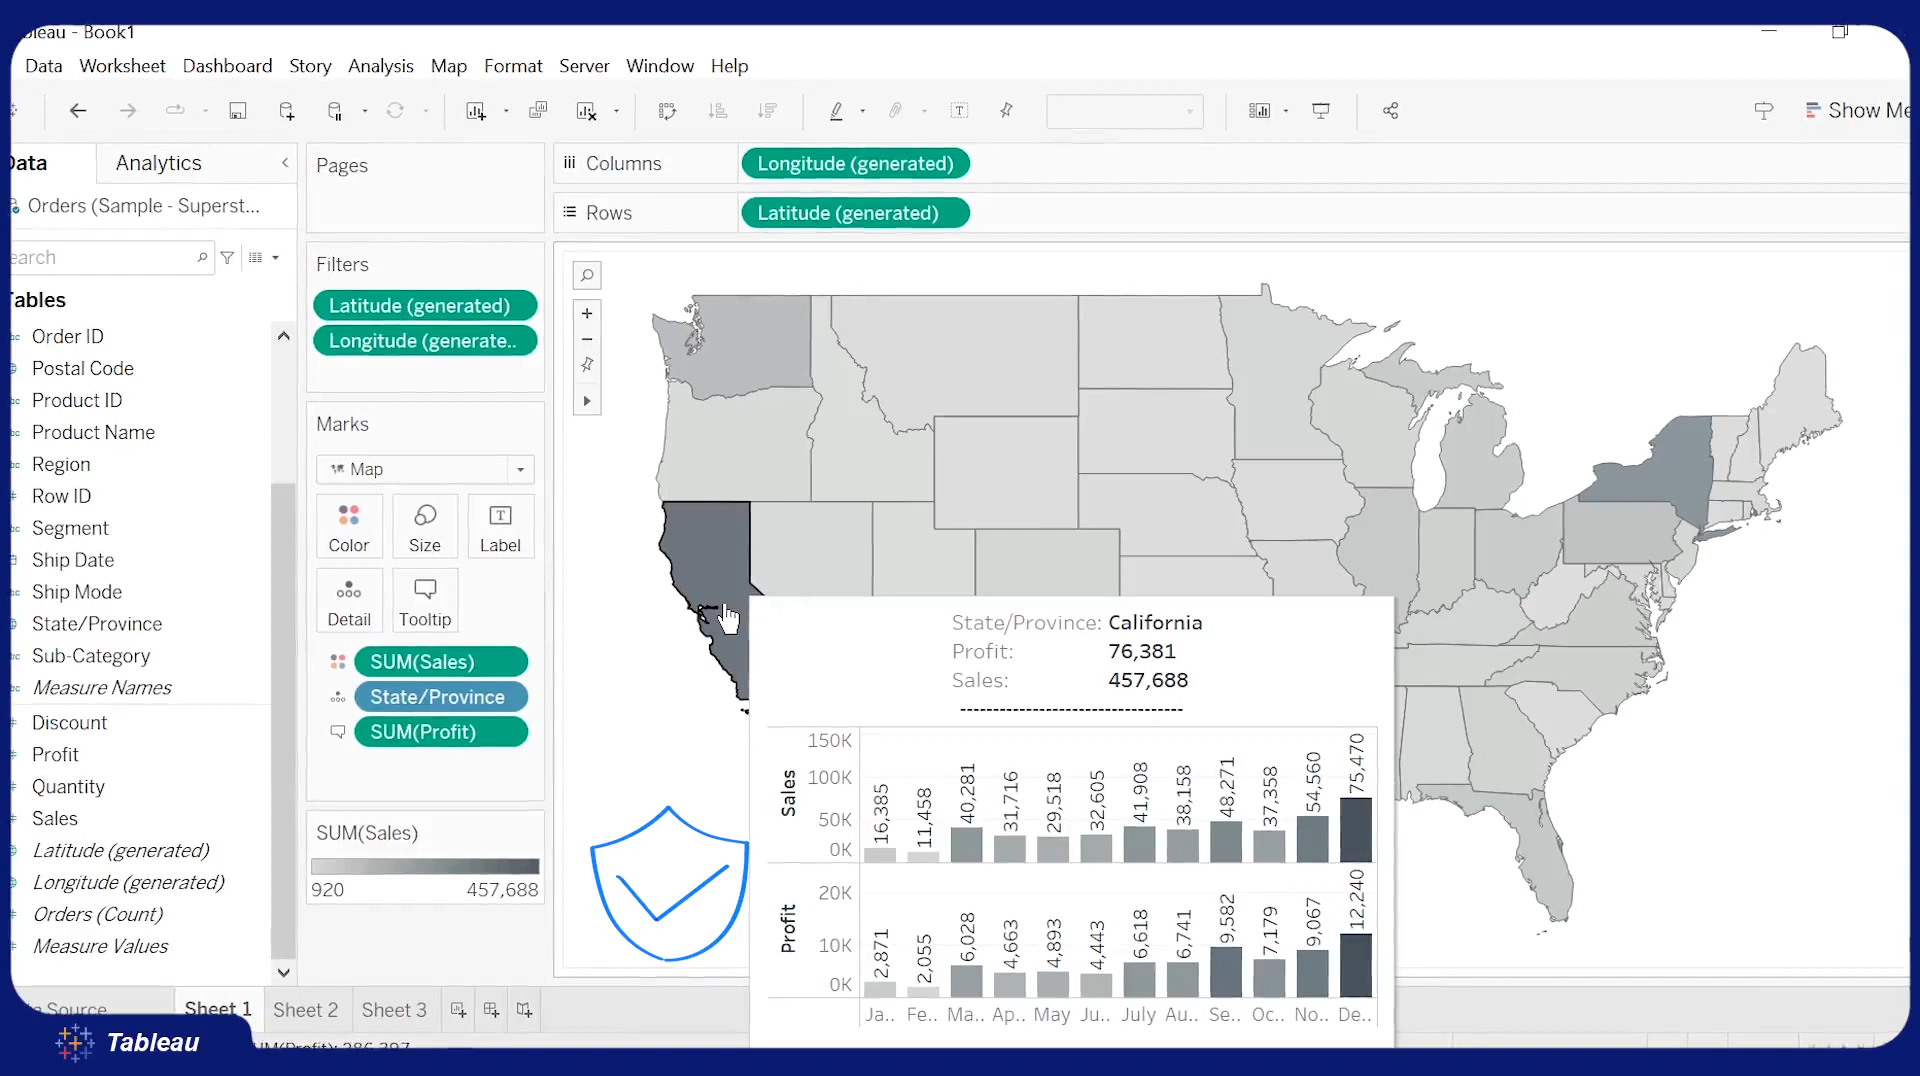 bleau - Book1
Data Worksheet Dashboard Story Analysis Map Format Server Window Help
Show Me
Data Analytics
Orders (Sample - Superst...
earch
Tables
Order ID
Postal Code
Product ID
Product Name
Region
Row ID
Segment
Ship Date
Ship Mode
State/Province
Sub-Category
Measure Names
Discount
Profit
Quantity
Sales
Latitude (generated)
Longitude (generated)
Orders (Count)
Measure Values
Pages
Filters
Latitude (generated)
Longitude (generate..
Marks
Map
Color Size Label
Detail Tooltip
SUM(Sales)
State/Province
SUM(Profit)
SUM(Sales)
920 457,688
Columns Longitude (generated)
Rows Latitude (generated)
State/Province: California
Profit: 76,381
Sales: 457,688
---------------------------------
Sales
150K
100K
50K
0K
16,385 11,458 40,281 31,716 29,518 32,605 41,908 38,158 48,271 37,358 54,560 75,470
Profit
20K
10K
0K
2,871 2,055 6,028 4,663 4,893 4,443 6,618 6,741 9,582 7,179 9,067 12,240
Ja.. Fe.. Ma.. Ap.. May Ju.. July Au.. Se.. Oc.. No.. De..
Source Sheet 1 Sheet 2 Sheet 3
Tableau